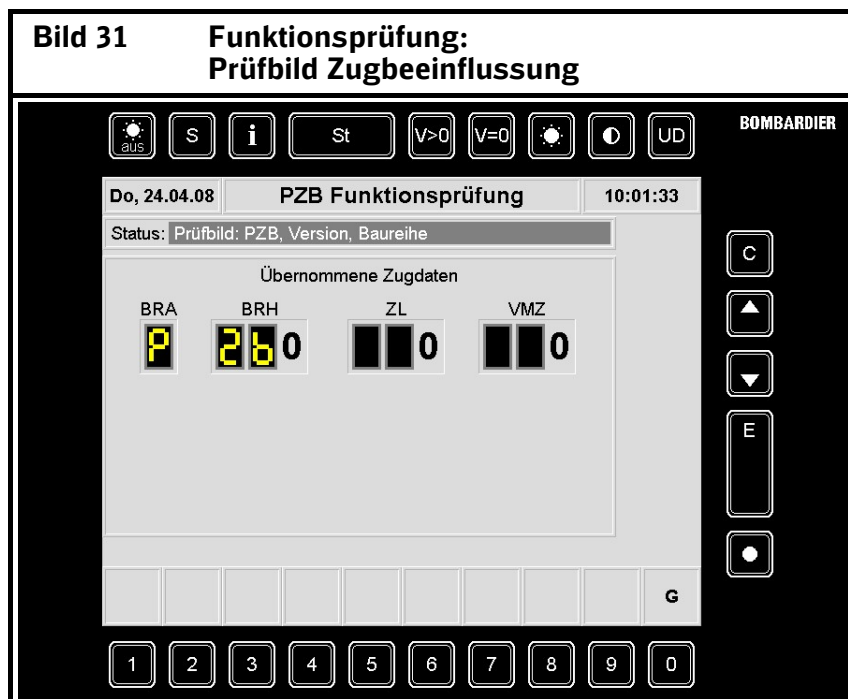 Bild 31 Funktionsprüfung:
Prüfbild Zugbeeinflussung
aus S i St V>0 V=0 UD BOMBARDIER
Do, 24.04.08 PZB Funktionsprüfung 10:01:33
Status: Prüfbild: PZB, Version, Baureihe
Übernommene Zugdaten
BRA BRH ZL VMZ
P 2b0 0 0
C
E
G
1 2 3 4 5 6 7 8 9 0